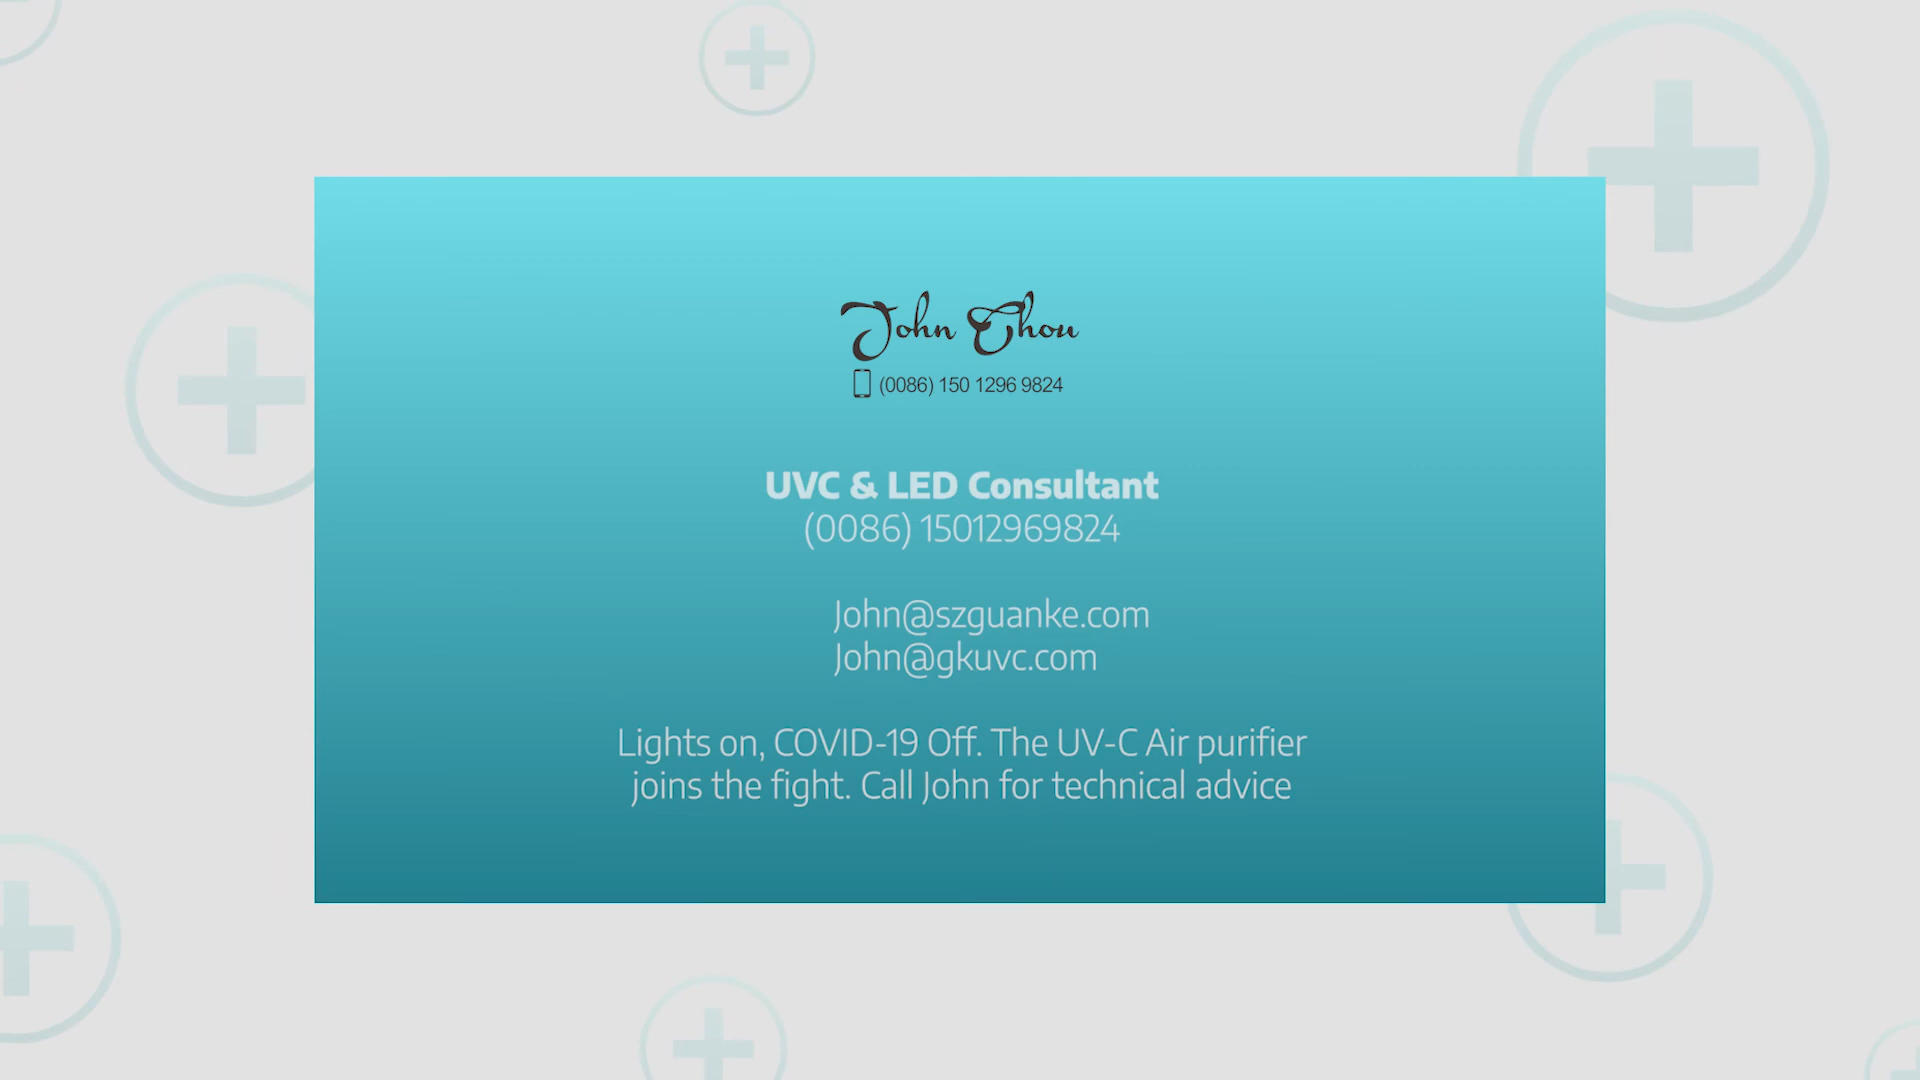 John Chou
(0086) 150 1296 9824
UVC & LED Consultant
(0086) 15012969824
John@szguanke.com
John@gkuvc.com
Lights on, COVID-19 Off. The UV-C Air purifier
joins the fight. Call John for technical advice